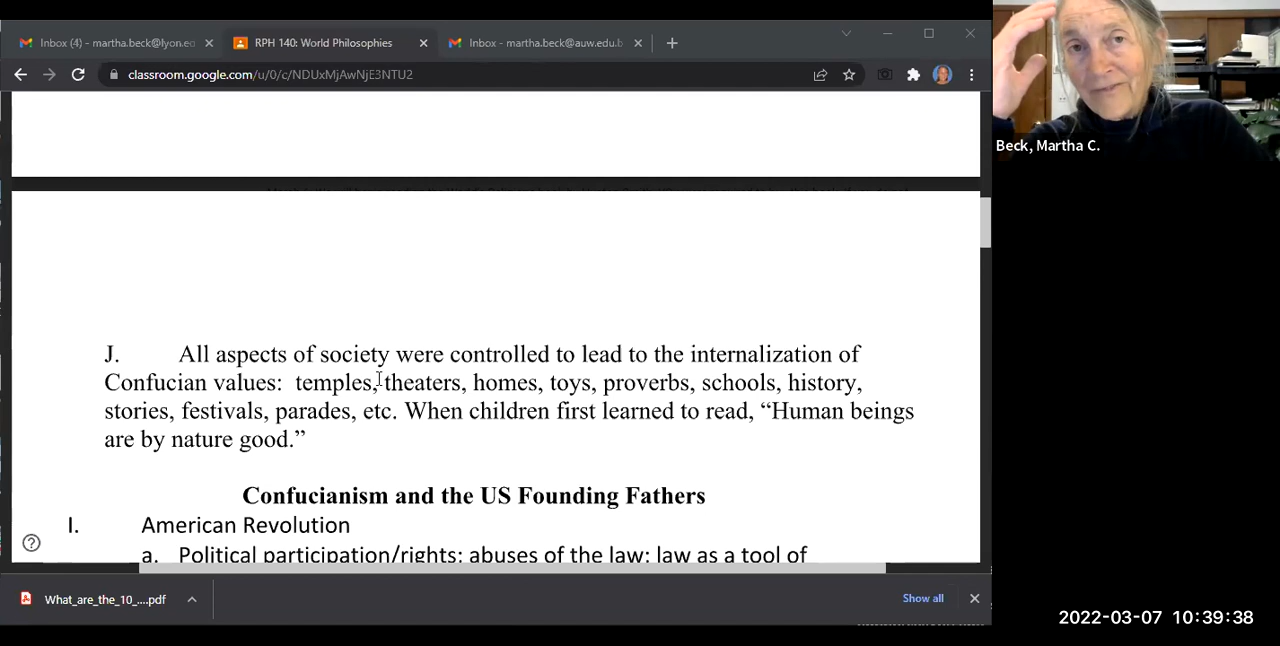 Inbox (4) - martha.beck@lyon.ec
RPH 140: World Philosophies
Inbox - martha.beck@auw.edu.b
classroom.google.com/u/0/c/NDUxMjAwNjE3NTU2
Beck, Martha C.
J. All aspects of society were controlled to lead to the internalization of
Confucian values: temples, theaters, homes, toys, proverbs, schools, history,
stories, festivals, parades, etc. When children first learned to read, “Human beings
are by nature good.”
Confucianism and the US Founding Fathers
I. American Revolution
a. Political participation/rights; abuses of the law; law as a tool of
What_are_the_10_....pdf
Show all
2022-03-07 10:39:38